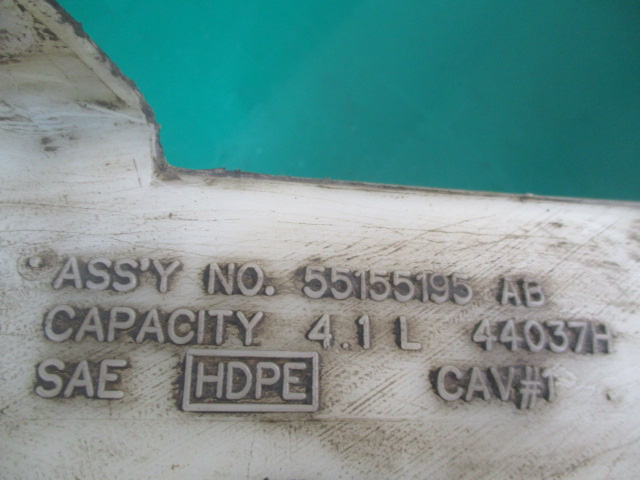 ASS'Y NO. 55155195 AB
CAPACITY 4.1 L 44037H
SAE HDPE CAV#1